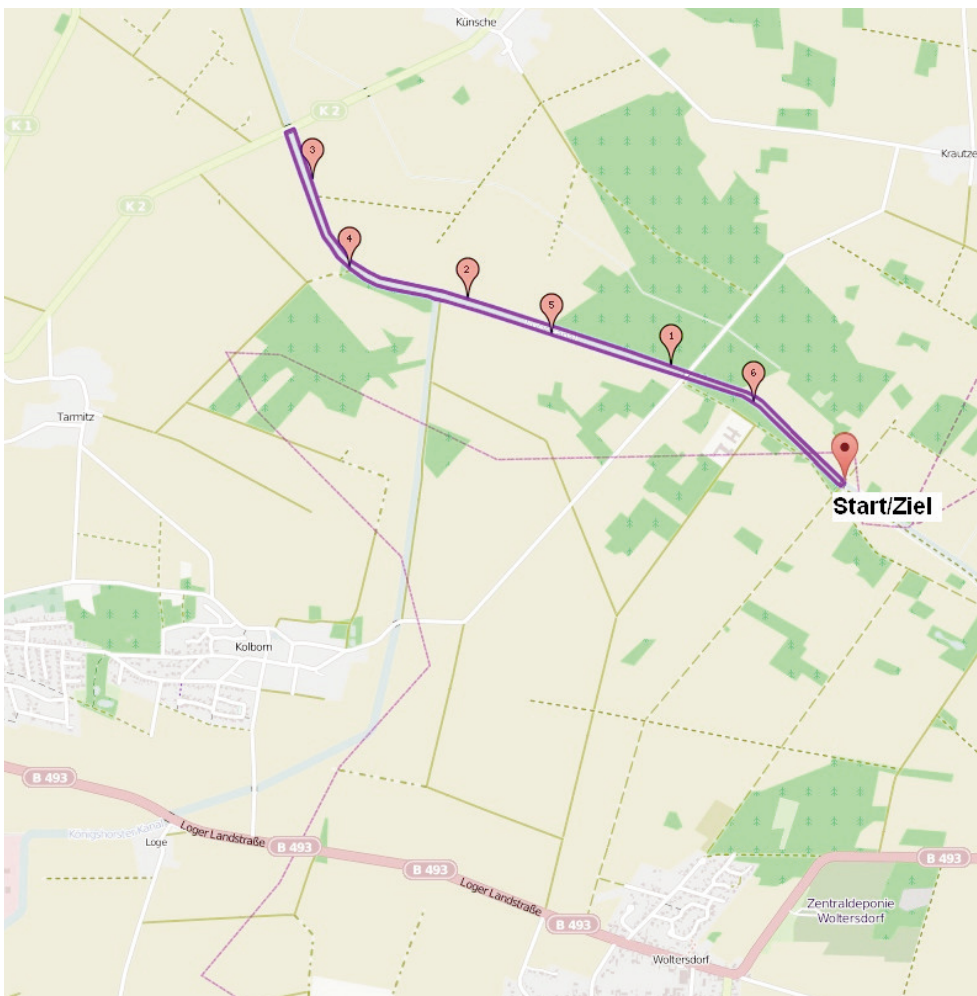 Künsche
K 2
K 1
Krautze
3
K 2
4
2
5
1
6
Tarmitz
Start/Ziel
Kolborn
B 493
Loger Landstraße
B 493
Loge
B 493
B 493
Loger Landstraße
Zentraldeponie
Woltersdorf
B 493
Woltersdorf